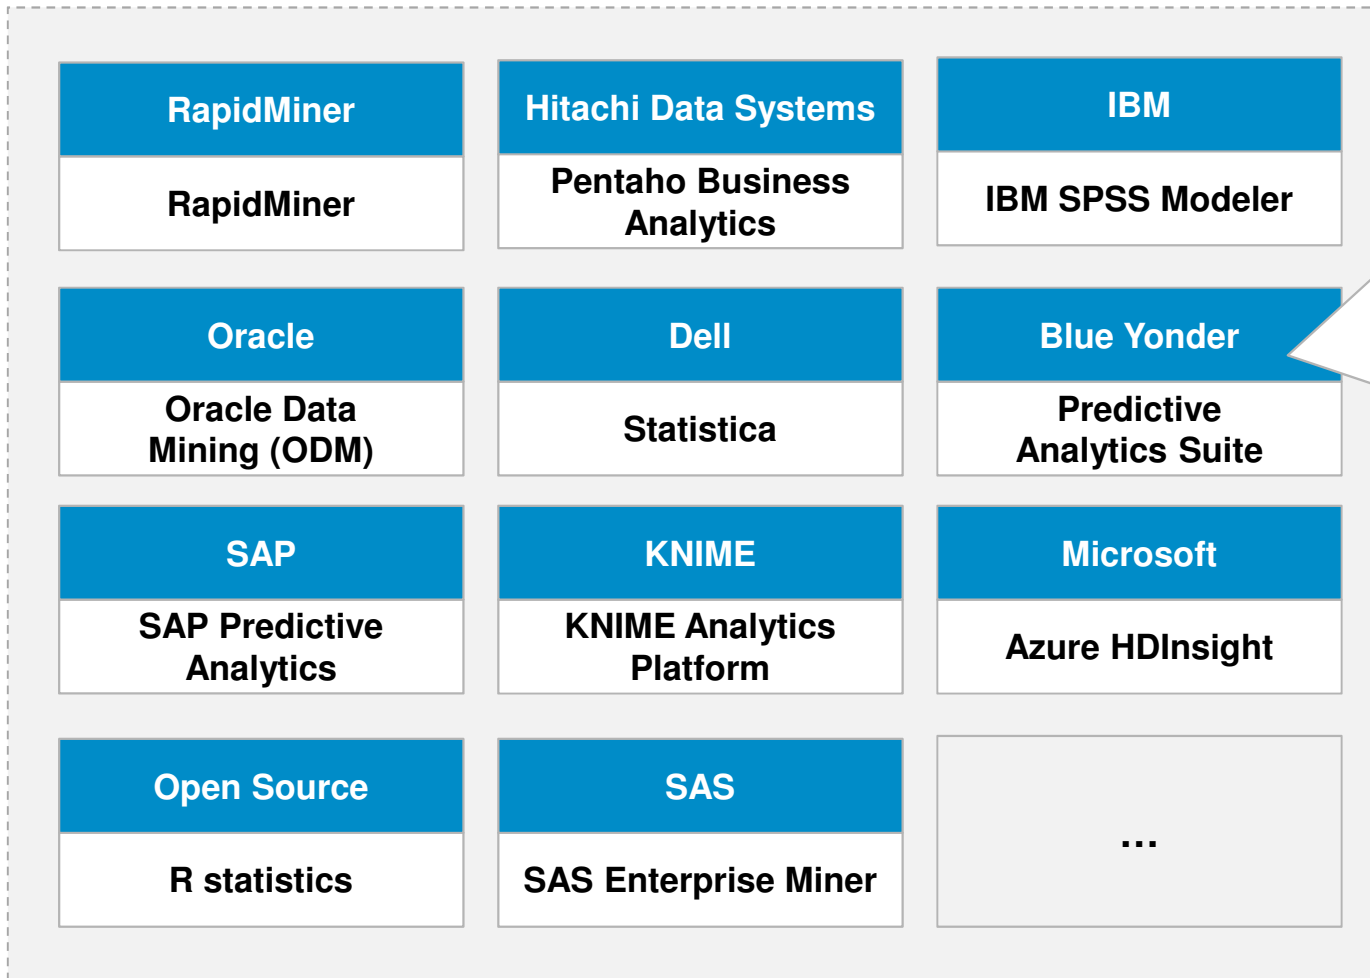 RapidMiner
RapidMiner
Hitachi Data Systems
Pentaho Business
Analytics
IBM
IBM SPSS Modeler
Oracle
Oracle Data
Mining (ODM)
Dell
Statistica
Blue Yonder
Predictive
Analytics Suite
SAP
SAP Predictive
Analytics
KNIME
KNIME Analytics
Platform
Microsoft
Azure HDInsight
Open Source
R statistics
SAS
SAS Enterprise Miner
...